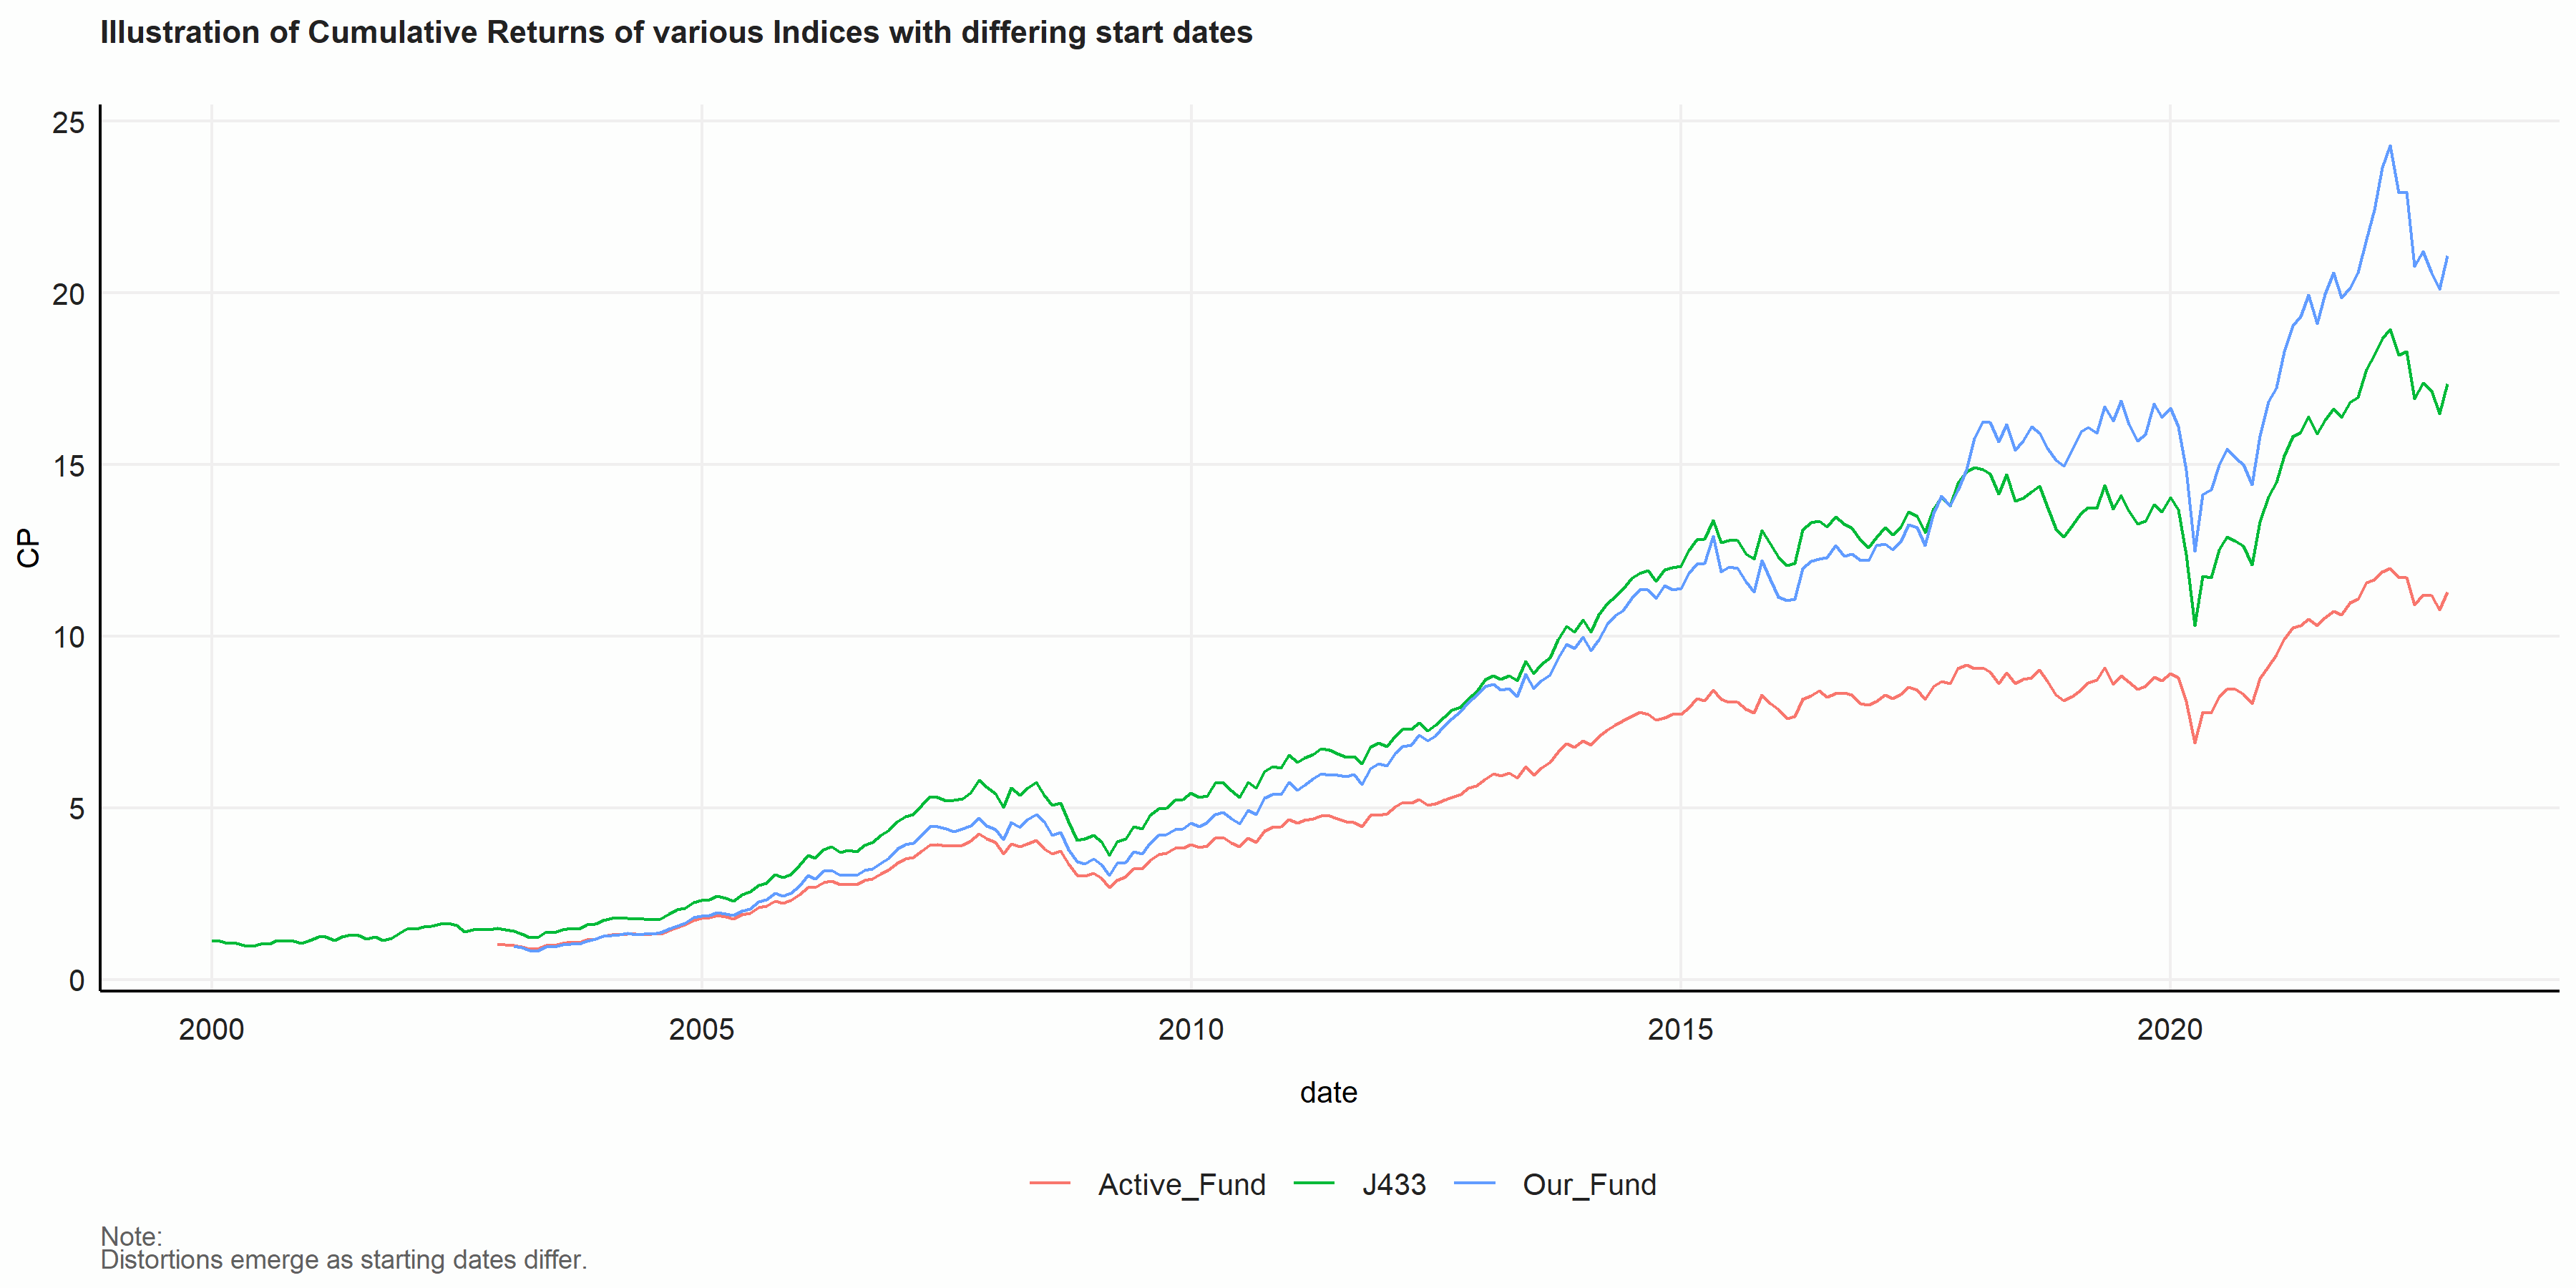 Illustration of Cumulative Returns of various Indices with differing start dates
25
20
15
10
5
0
CP
2000 2005 2010 2015 2020
date
Active_Fund J433 Our_Fund
Note:
Distortions emerge as starting dates differ.